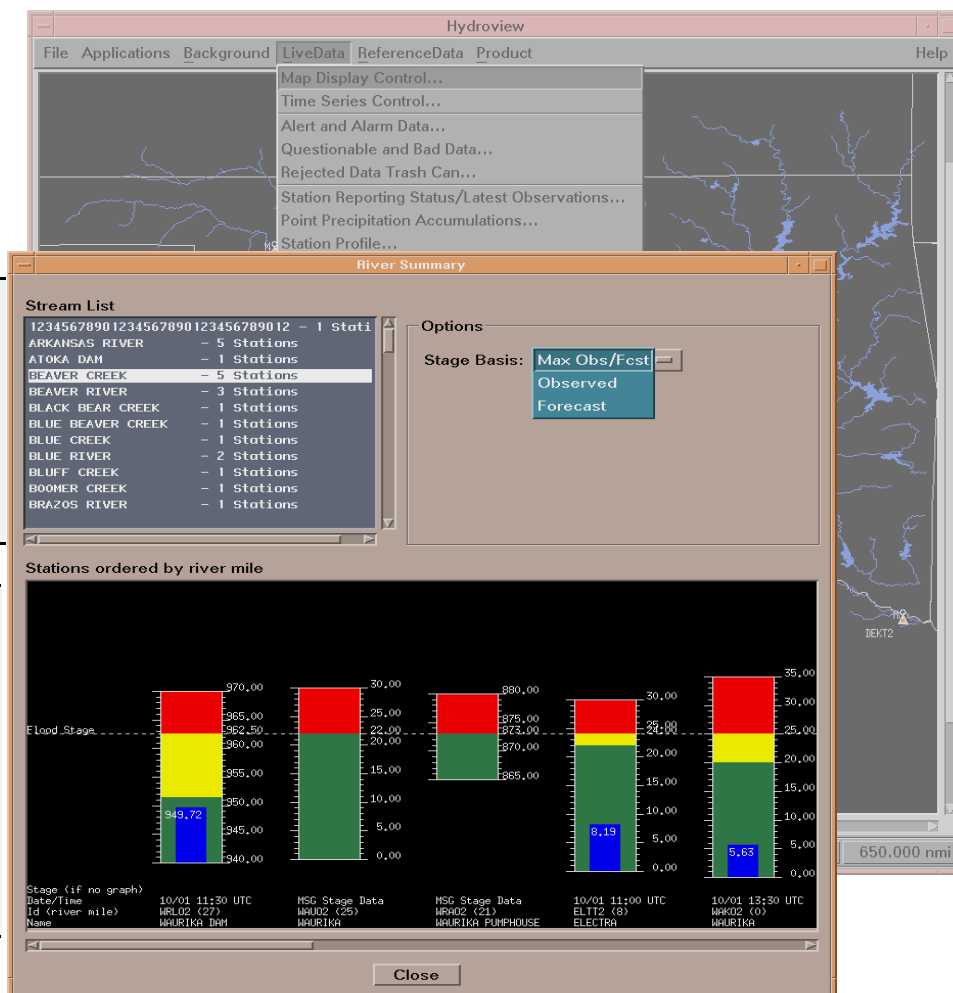 Hydroview
File Applications Background LiveData ReferenceData Product Help
Map Display Control...
Time Series Control...
Alert and Alarm Data...
Questionable and Bad Data...
Rejected Data Trash Can...
Station Reporting Status/Latest Observations...
Point Precipitation Accumulations...
Station Profile...
River Summary
Stream List
12345678901234567890123456789012 - 1 Stati
ARKANSAS RIVER - 5 Stations
ATOKA DAM - 1 Stations
BEAVER CREEK - 5 Stations
BEAVER RIVER - 3 Stations
BLACK BEAR CREEK - 1 Stations
BLUE BEAVER CREEK - 1 Stations
BLUE CREEK - 1 Stations
BLUE RIVER - 2 Stations
BLUFF CREEK - 1 Stations
BOOMER CREEK - 1 Stations
BRAZOS RIVER - 1 Stations
Options
Stage Basis: Max Obs/Fcst
Observed
Forecast
DEKT2
650.000 nmi
Stations ordered by river mile
Flood Stage
970.00
965.00
962.50
960.00
955.00
950.00
945.00
940.00
949.72
30.00
25.00
22.00
20.00
15.00
10.00
5.00
0.00
880.00
875.00
873.00
870.00
865.00
30.00
25.00
24.00
20.00
15.00
10.00
5.00
0.00
8.19
35.00
30.00
25.00
20.00
15.00
10.00
5.00
0.00
5.63
Stage (if no graph)
Date/Time 10/01 11:30 UTC MSG Stage Data MSG Stage Data 10/01 11:00 UTC 10/01 13:30 UTC
Id (river mile) WRLO2 (27) WAUO2 (25) WRAO2 (21) ELTT2 (8) WAKO2 (0)
Name WAURIKA DAM WAURIKA WAURIKA PUMPHOUSE ELECTRA WAURIKA
Close